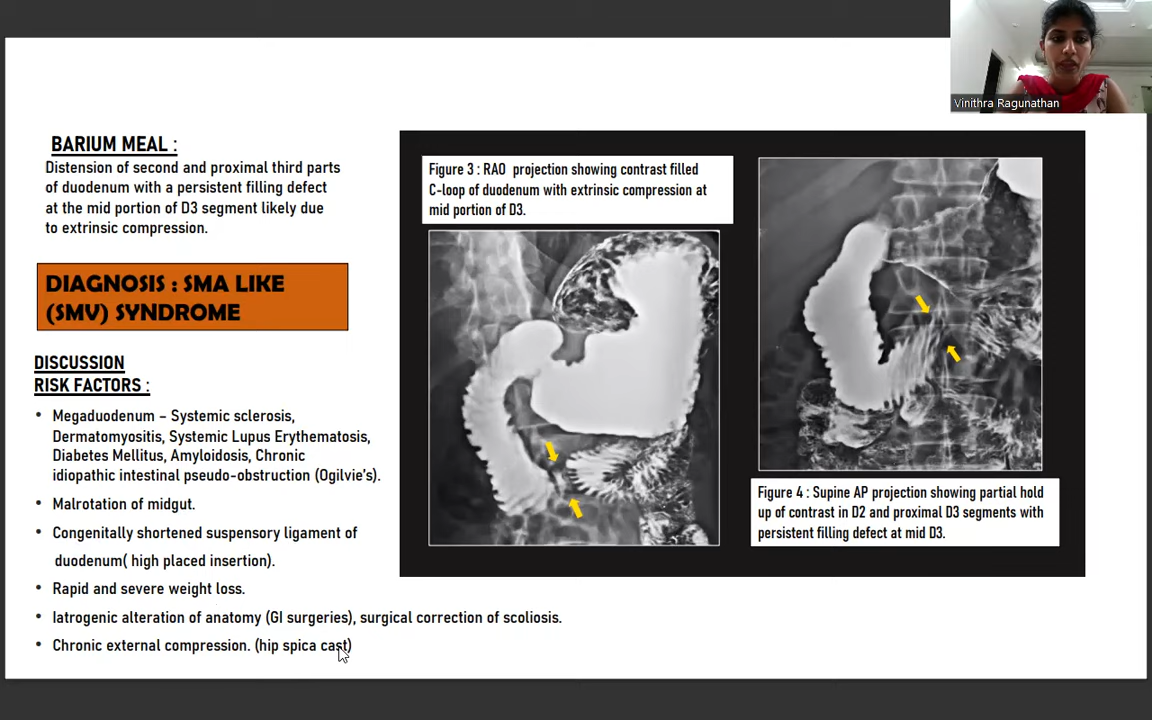 Vinithra Ragunathan
BARIUM MEAL :
Distension of second and proximal third parts
of duodenum with a persistent filling defect
at the mid portion of D3 segment likely due
to extrinsic compression.
DIAGNOSIS : SMA LIKE
(SMV) SYNDROME
DISCUSSION
RISK FACTORS :
• Megaduodenum – Systemic sclerosis,
Dermatomyositis, Systemic Lupus Erythematosis,
Diabetes Mellitus, Amyloidosis, Chronic
idiopathic intestinal pseudo-obstruction (Ogilvie's).
• Malrotation of midgut.
• Congenitally shortened suspensory ligament of
duodenum( high placed insertion).
• Rapid and severe weight loss.
• Iatrogenic alteration of anatomy (GI surgeries), surgical correction of scoliosis.
• Chronic external compression. (hip spica cast)
Figure 3 : RAO projection showing contrast filled
C-loop of duodenum with extrinsic compression at
mid portion of D3.
Figure 4 : Supine AP projection showing partial hold
up of contrast in D2 and proximal D3 segments with
persistent filling defect at mid D3.